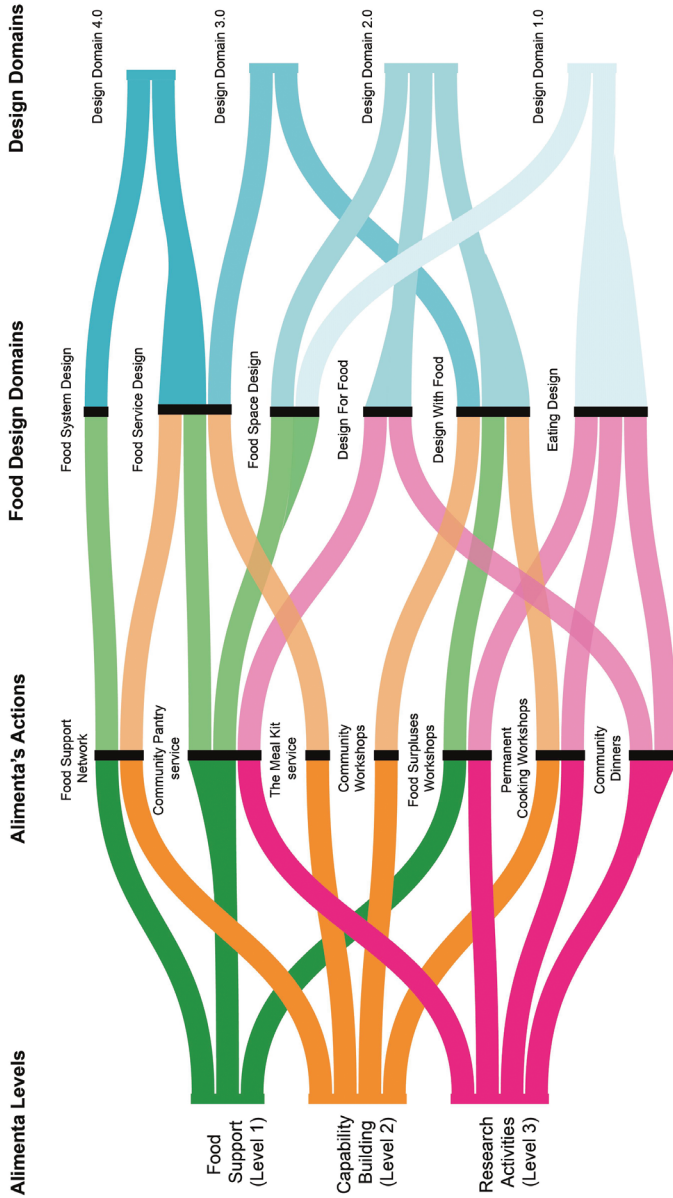 Alimenta Levels
Alimenta's Actions
Food Design Domains
Design Domains
Food
Support
(Level 1)
Capability
Building
(Level 2)
Research
Activities
(Level 3)
Food Support
Network
Community Pantry
service
The Meal Kit
service
Community
Workshops
Food Surpluses
Workshops
Permanent
Cooking Workshops
Community
Dinners
Food System Design
Food Service Design
Food Space Design
Design For Food
Design With Food
Eating Design
Design Domain 4.0
Design Domain 3.0
Design Domain 2.0
Design Domain 1.0